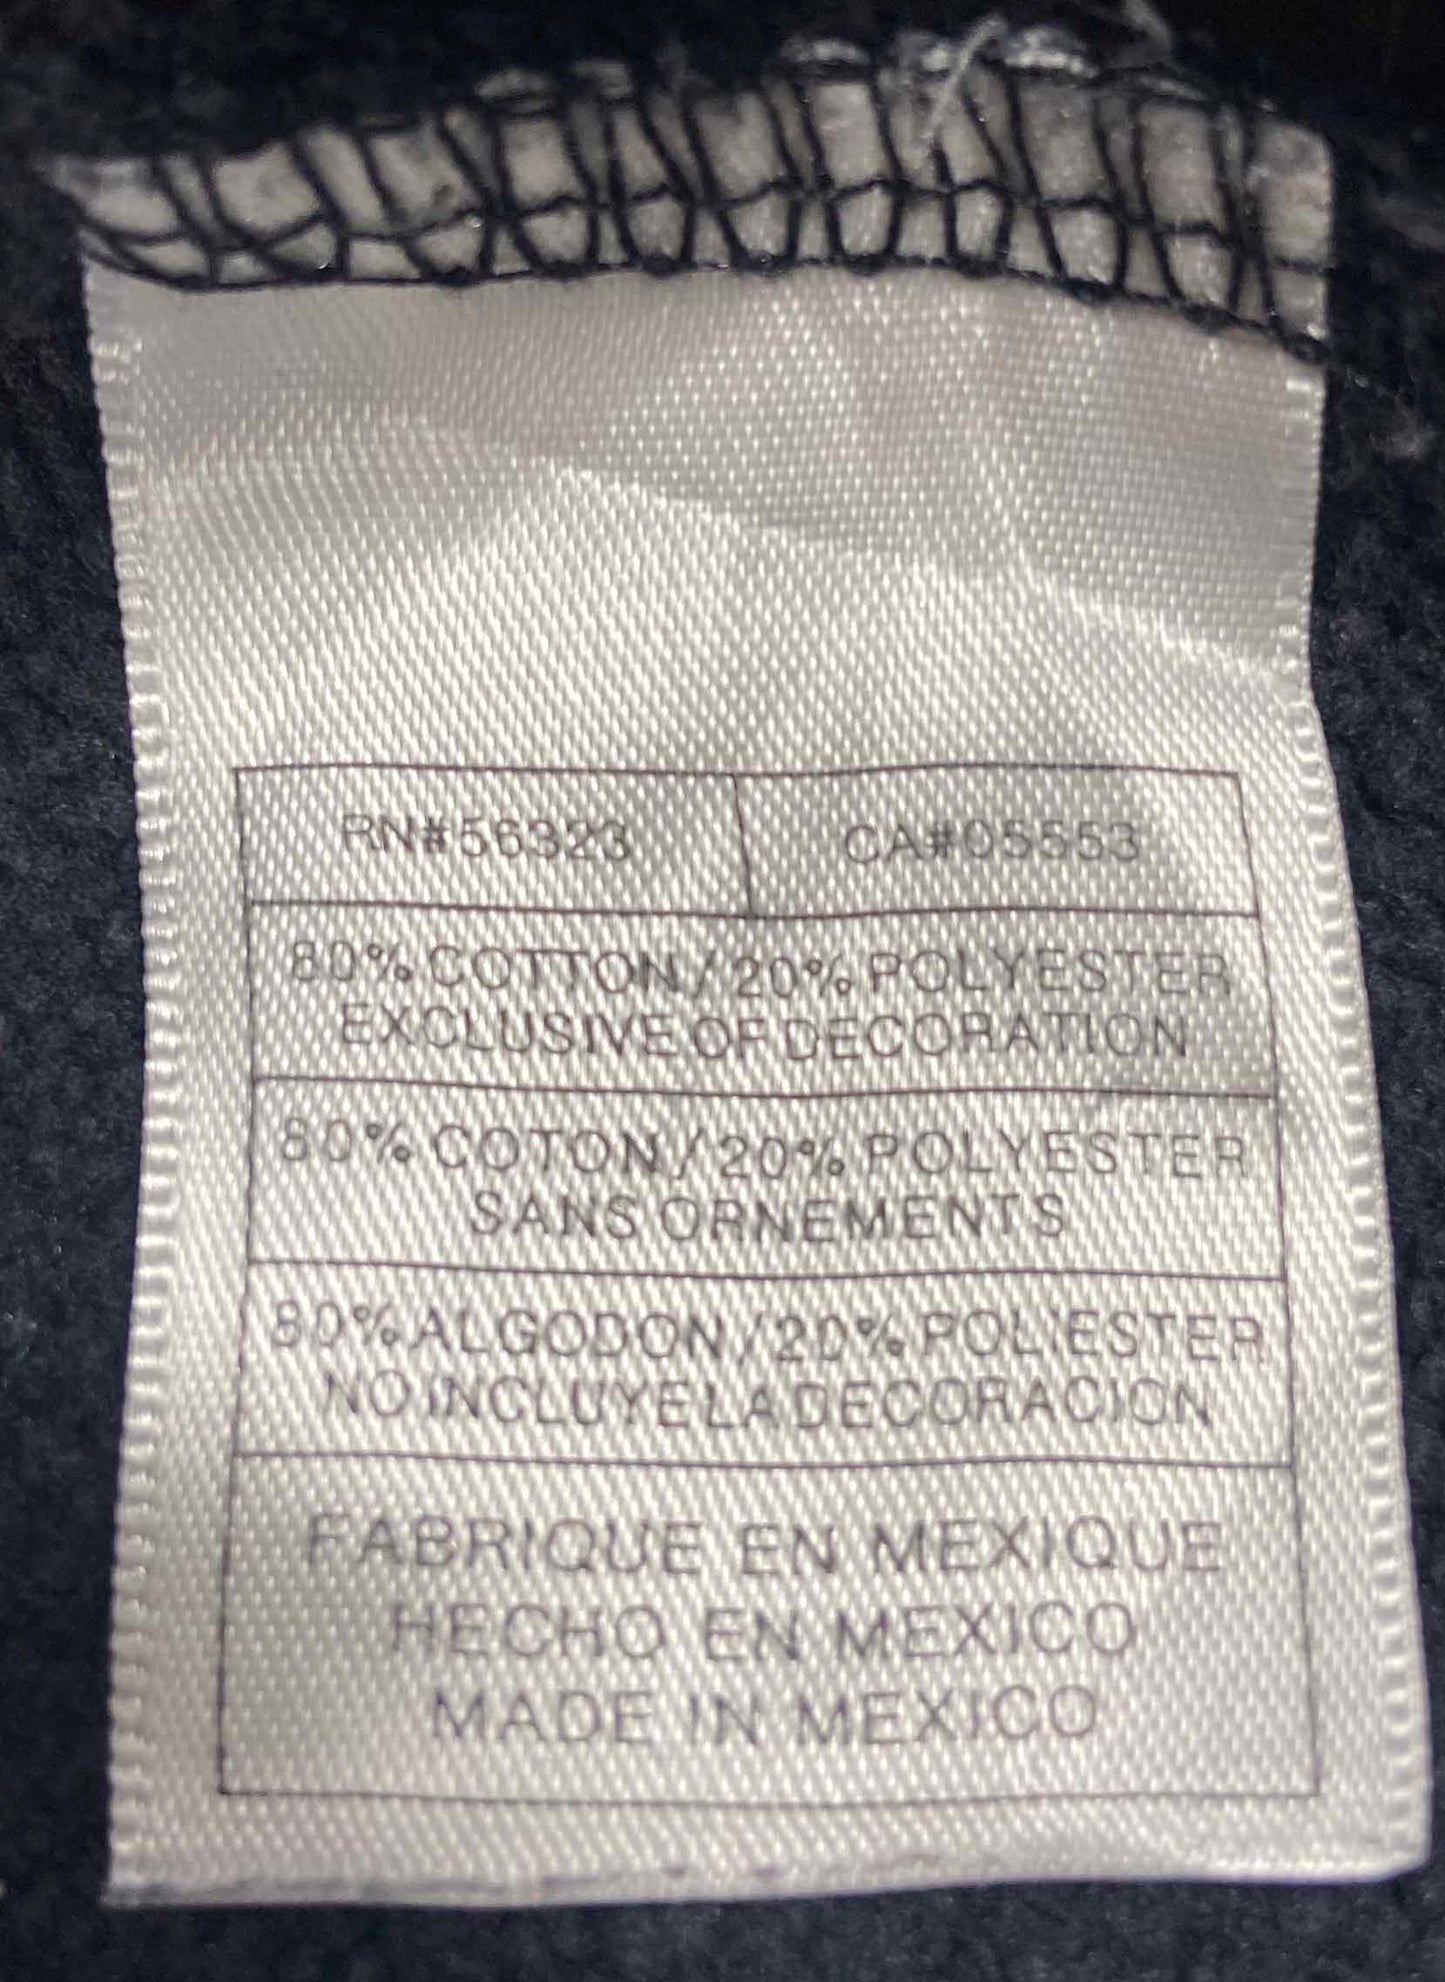 RN#56323 CA#05553
80% COTTON / 20% POLYESTER
EXCLUSIVE OF DECORATION
80% COTON / 20% POLYESTER
SANS ORNEMENTS
80% ALGODON / 20% POLIESTER
NO INCLUYE LA DECORACION
FABRIQUE EN MEXIQUE
HECHO EN MEXICO
MADE IN MEXICO